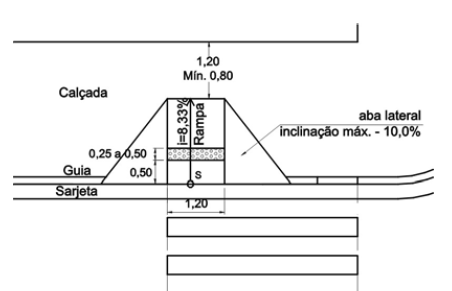 1,20
Mín. 0,80
Calçada
i=8,33%
Rampa
aba lateral
inclinação máx. - 10,0%
0,25 a 0,50
Guia
0,50
S
Sarjeta
1,20